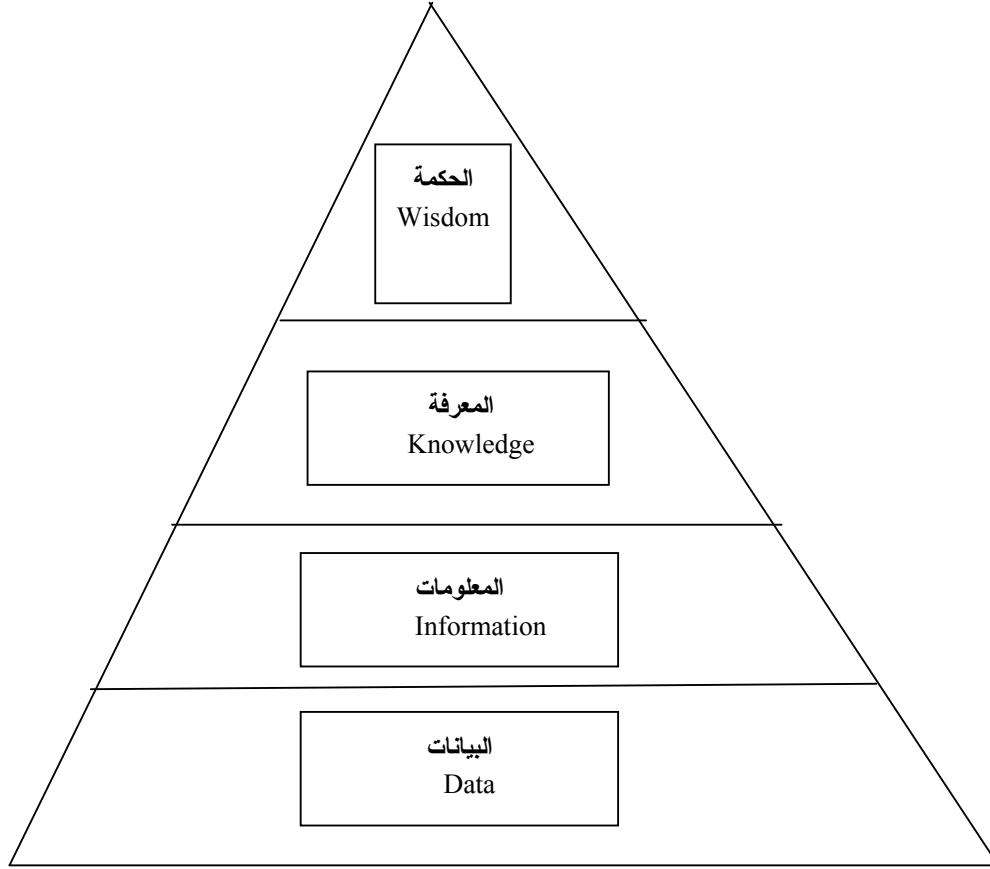 الحكمة
Wisdom
المعرفة
Knowledge
المعلومات
Information
البيانات
Data